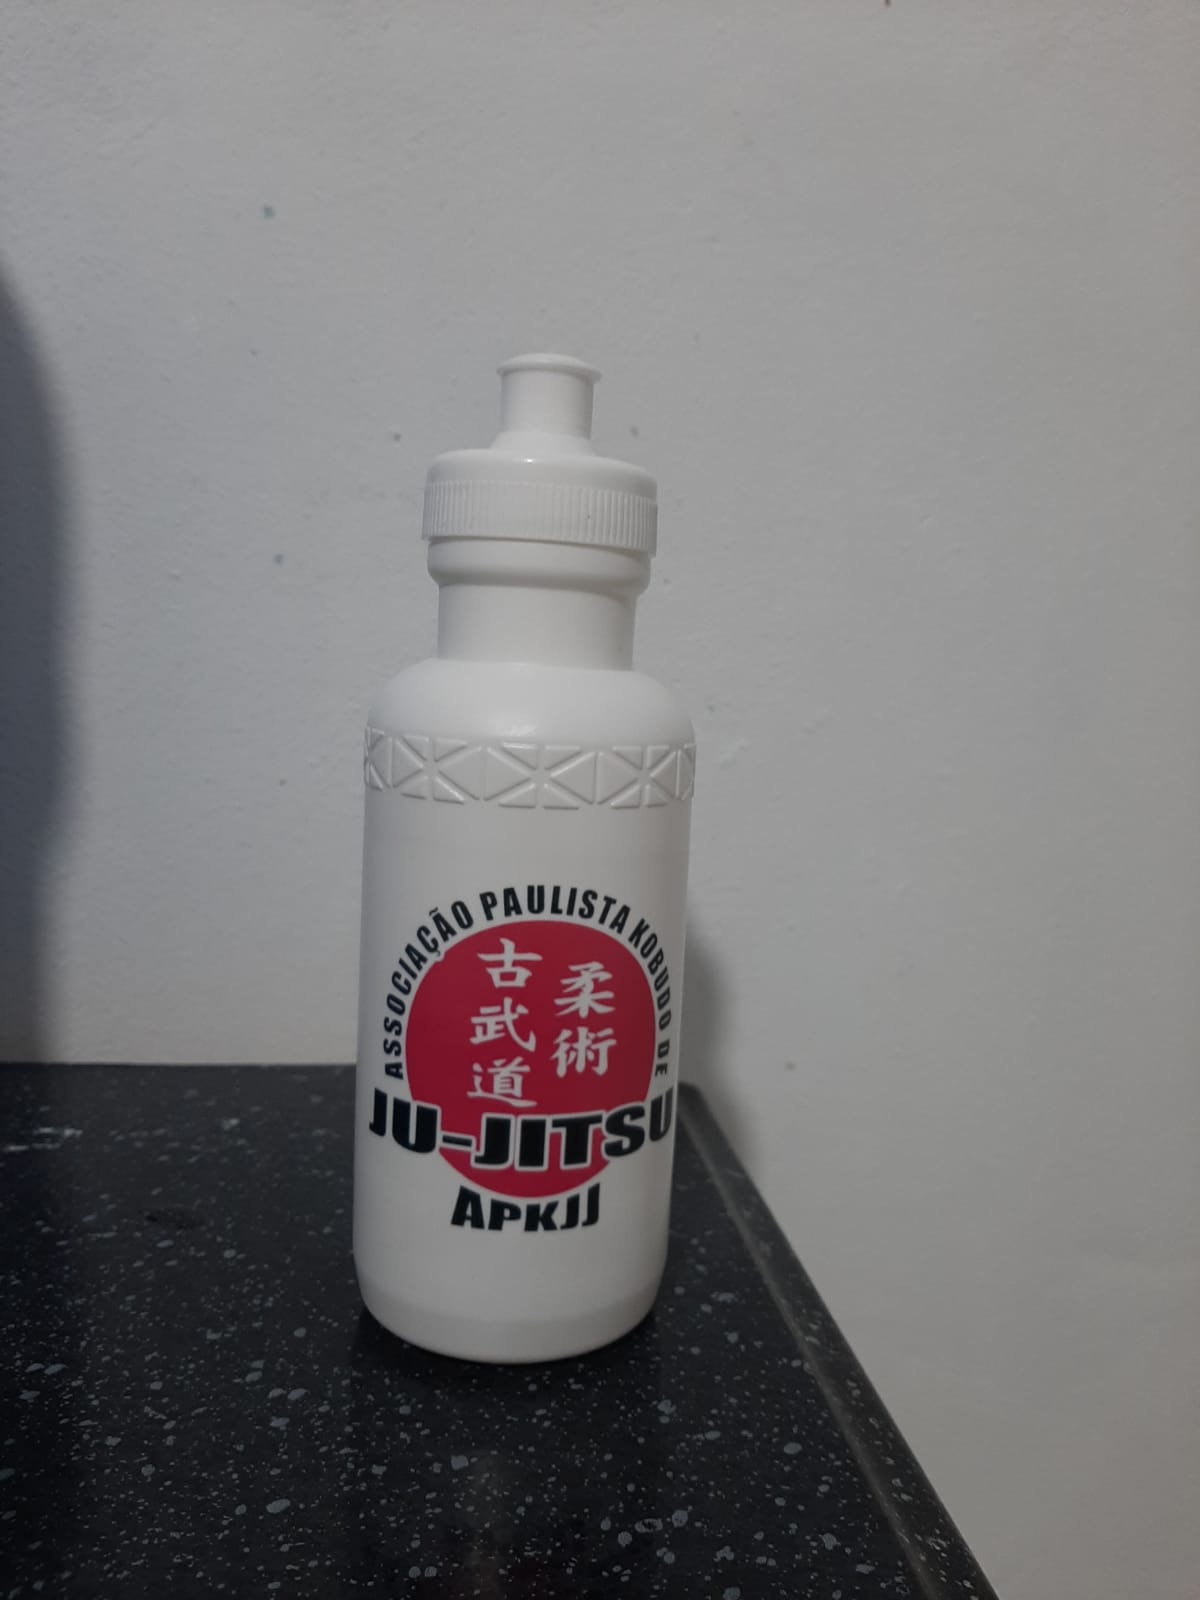 ASSOCIAÇÃO PAULISTA KOBUDO DE
柔術
古武道
JU-JITSU
APKJJ